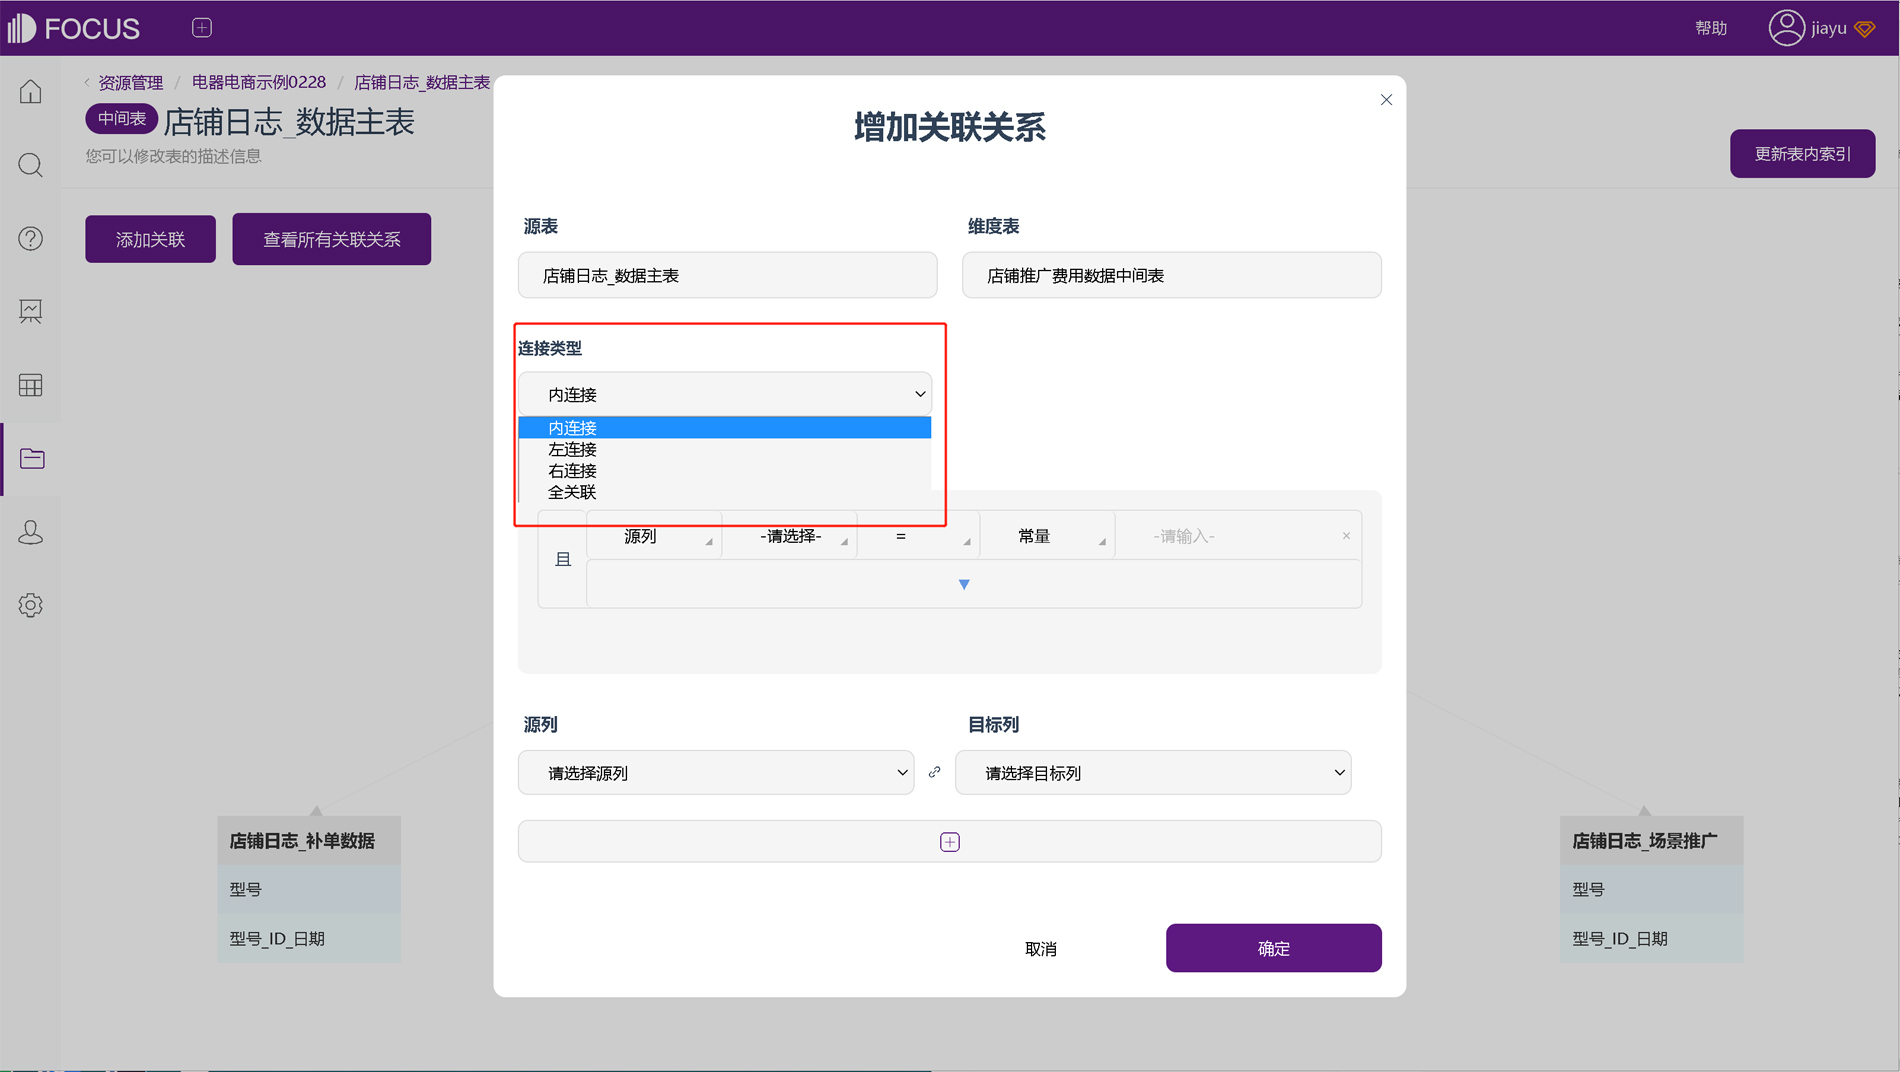 FOCUS
帮助
jiayu
资源管理 / 电器电商示例0228 / 店铺日志_数据主表
中间表 店铺日志_数据主表
您可以修改表的描述信息
更新表内索引
添加关联
查看所有关联关系
增加关联关系
源表
维度表
店铺日志_数据主表
店铺推广费用数据中间表
连接类型
内连接
内连接
左连接
右连接
全关联
且
源列
-请选择-
=
常量
-请输入-
源列
目标列
请选择源列
请选择目标列
取消
确定
店铺日志_补单数据
型号
型号_ID_日期
店铺日志_场景推广
型号
型号_ID_日期